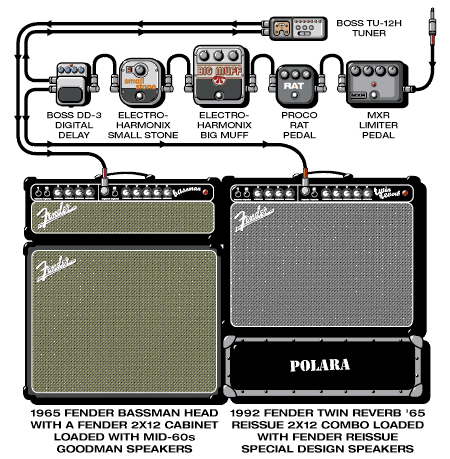 BOSS TU-12H
TUNER
small
stone
BIG MUFF
RAT
MXR
BOSS DD-3
DIGITAL
DELAY
ELECTRO-
HARMONIX
SMALL STONE
ELECTRO-
HARMONIX
BIG MUFF
PROCO
RAT
PEDAL
MXR
LIMITER
PEDAL
bassman
twin
reverb
Fender
Fender
Fender
POLARA
1965 FENDER BASSMAN HEAD
WITH A FENDER 2X12 CABINET
LOADED WITH MID-60s
GOODMAN SPEAKERS
1992 FENDER TWIN REVERB '65
REISSUE 2X12 COMBO LOADED
WITH FENDER REISSUE
SPECIAL DESIGN SPEAKERS